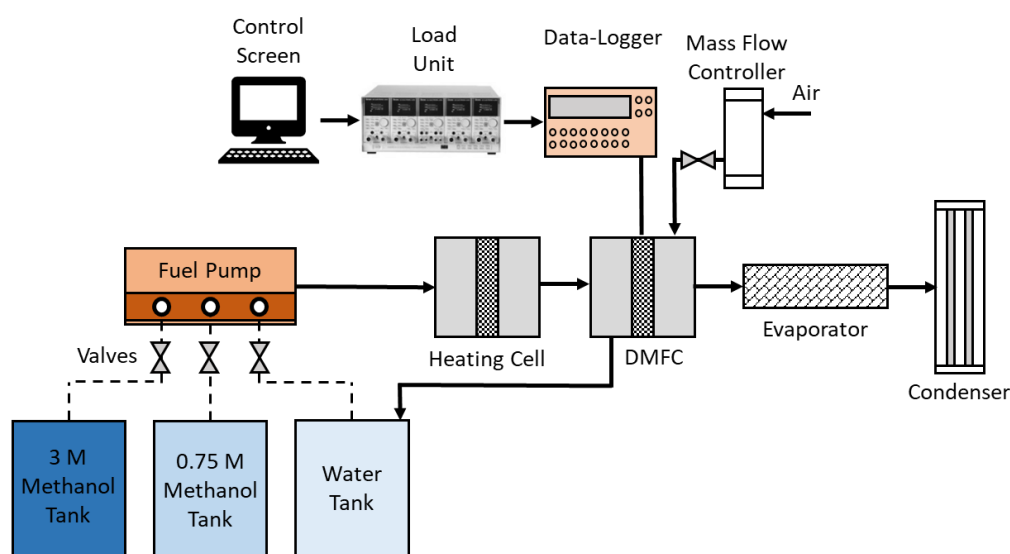 Control
Screen
Load
Unit
Data-Logger
Mass Flow
Controller
Air
Fuel Pump
Valves
Heating Cell
DMFC
Evaporator
Condenser
3 M
Methanol
Tank
0.75 M
Methanol
Tank
Water
Tank